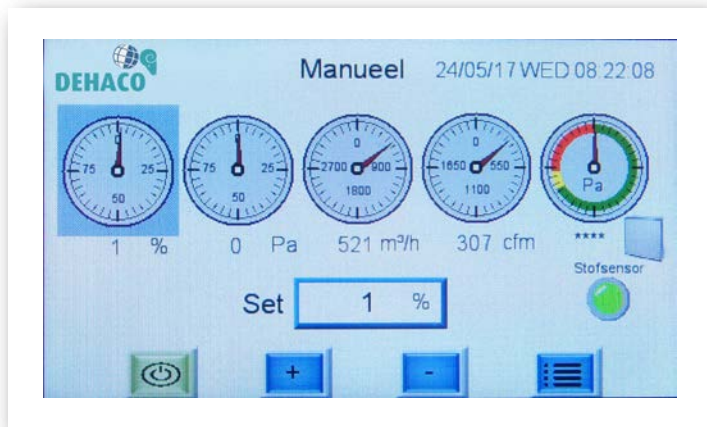 DEHACO
Manueel
24/05/17 WED 08:22:08
0
25
50
75
0
25
50
75
0
900
1800
2700
0
550
1100
1650
Pa
1 %
0 Pa
521 m³/h
307 cfm
****
Stofsensor
Set
1 %
+
-